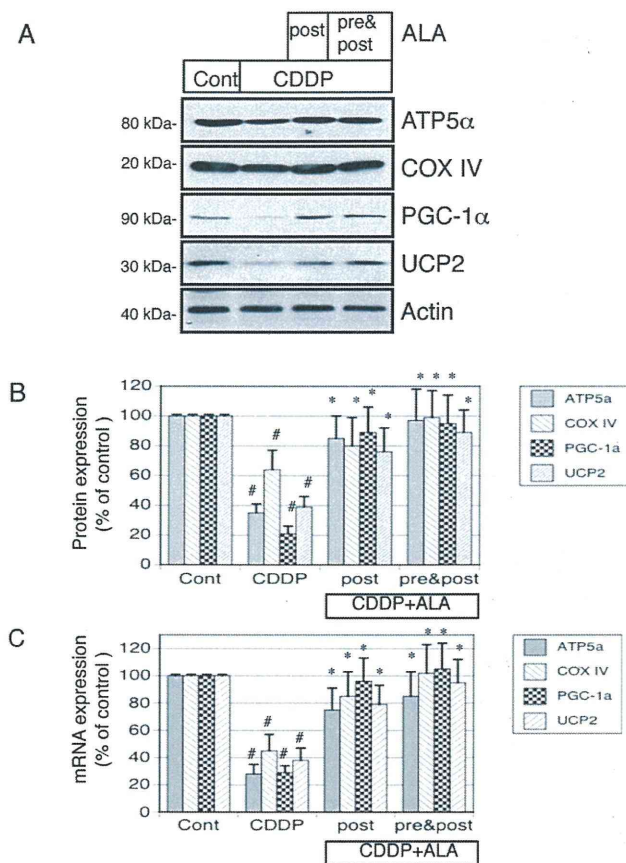 A
post pre& post ALA
Cont CDDP
80 kDa- ATP5α
20 kDa- COX IV
90 kDa- PGC-1α
30 kDa- UCP2
40 kDa- Actin
B
Protein expression
(% of control)
120
100
80
60
40
20
0
# # # #
* * * *
* * * *
Cont CDDP post pre&post
CDDP+ALA
ATP5a
COX IV
PGC-1a
UCP2
C
mRNA expression
(% of control)
120
100
80
60
40
20
0
# # # #
* * * *
* * * *
Cont CDDP post pre&post
CDDP+ALA
ATP5a
COX IV
PGC-1a
UCP2